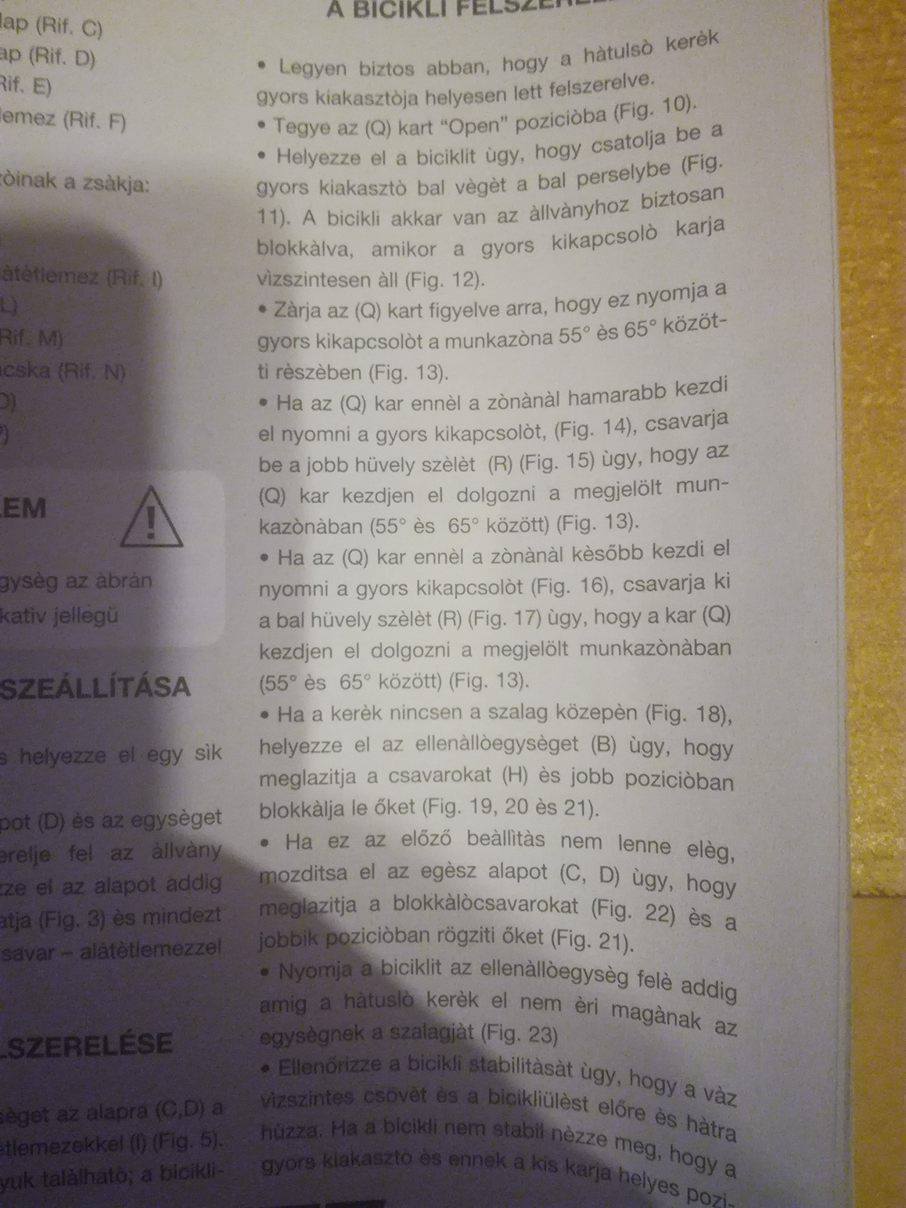 lap (Rif. C)
ap (Rif. D)
Rif. E)
lemez (Rif. F)
zòinak a zsàkja:
àtètlemez (Rif. I)
L)
Rif. M)
acska (Rif. N)
O)
EM
gysèg az àbràn
katìv jellegü
SZEÁLLÍTÁSA
s helyezze el egy sìk
pot (D) ès az egysèget
erelje fel az àllvàny
zze el az alapot addig
atja (Fig. 3) ès mindezt
csavar – alátètlemezzel
LSZERELÉSE
sèget az alapra (C,D) a
ètlemezekkel (I) (Fig. 5).
yuk talàlhatò; a bicikli-
A BICIKLI
• Legyen biztos abban, hogy a hàtulsò kerèk
gyors kiakasztòja helyesen lett felszerelve.
• Tegye az (Q) kart “Open” poziciòba (Fig. 10).
• Helyezze el a biciklit ùgy, hogy csatolja be a
gyors kiakasztò bal vègèt a bal perselybe (Fig.
11). A bicikli akkar van az àllvànyhoz biztosan
blokkàlva, amikor a gyors kikapcsolò karja
vìzszintesen àll (Fig. 12).
• Zàrja az (Q) kart figyelve arra, hogy ez nyomja a
gyors kikapcsolòt a munkazòna 55° ès 65° közöt-
ti rèszèben (Fig. 13).
• Ha az (Q) kar ennèl a zònànàl hamarabb kezdi
el nyomni a gyors kikapcsolòt, (Fig. 14), csavarja
be a jobb hüvely szèlèt (R) (Fig. 15) ùgy, hogy az
(Q) kar kezdjen el dolgozni a megjelölt mun-
kazònàban (55° ès 65° között) (Fig. 13).
• Ha az (Q) kar ennèl a zònànàl kèsőbb kezdi el
nyomni a gyors kikapcsolòt (Fig. 16), csavarja ki
a bal hüvely szèlèt (R) (Fig. 17) ùgy, hogy a kar (Q)
kezdjen el dolgozni a megjelölt munkazònàban
(55° ès 65° között) (Fig. 13).
• Ha a kerèk nincsen a szalag közepèn (Fig. 18),
helyezze el az ellenàllòegysèget (B) ùgy, hogy
meglazitja a csavarokat (H) ès jobb poziciòban
blokkàlja le őket (Fig. 19, 20 ès 21).
• Ha ez az előző beàllìtàs nem lenne elèg,
mozditsa el az egèsz alapot (C, D) ùgy, hogy
meglazitja a blokkàlòcsavarokat (Fig. 22) ès a
jobbik poziciòban rögziti őket (Fig. 21).
• Nyomja a biciklit az ellenàllòegysèg felè addig
amig a hàtuslò kerèk el nem èri magànak az
egysègnek a szalagjàt (Fig. 23)
• Ellenőrizze a bicikli stabilitàsàt ùgy, hogy a vàz
vìzszintes csövèt ès a bicikliülèst előre ès hàtra
hùzza. Ha a bicikli nem stabil nèzze meg, hogy a
gyors kiakasztò ès ennek a kis karja helyes pozi-